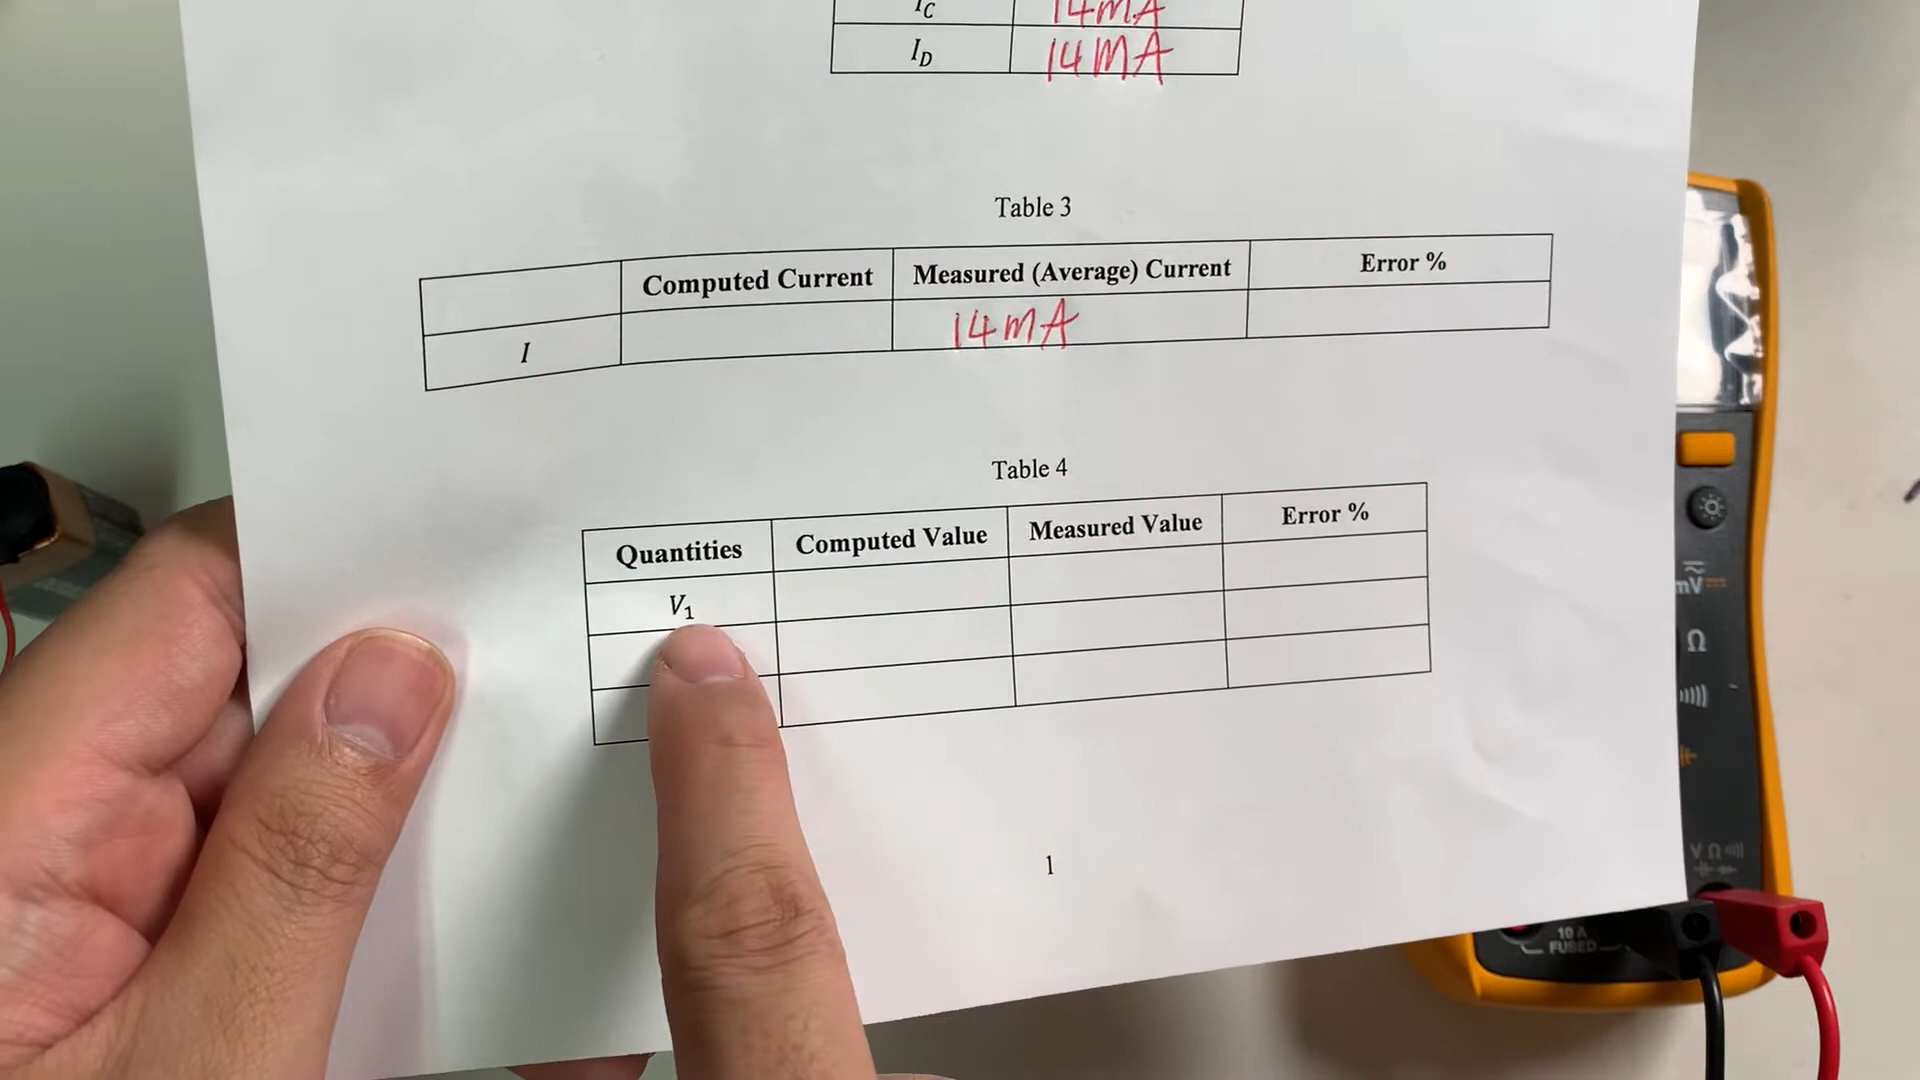 I_C 14MA
I_D 14MA
Table 3
Computed Current Measured (Average) Current Error %
I 14MA
Table 4
Quantities Computed Value Measured Value Error %
V₁
1
mV
Ω
V Ω
10 A
FUSED